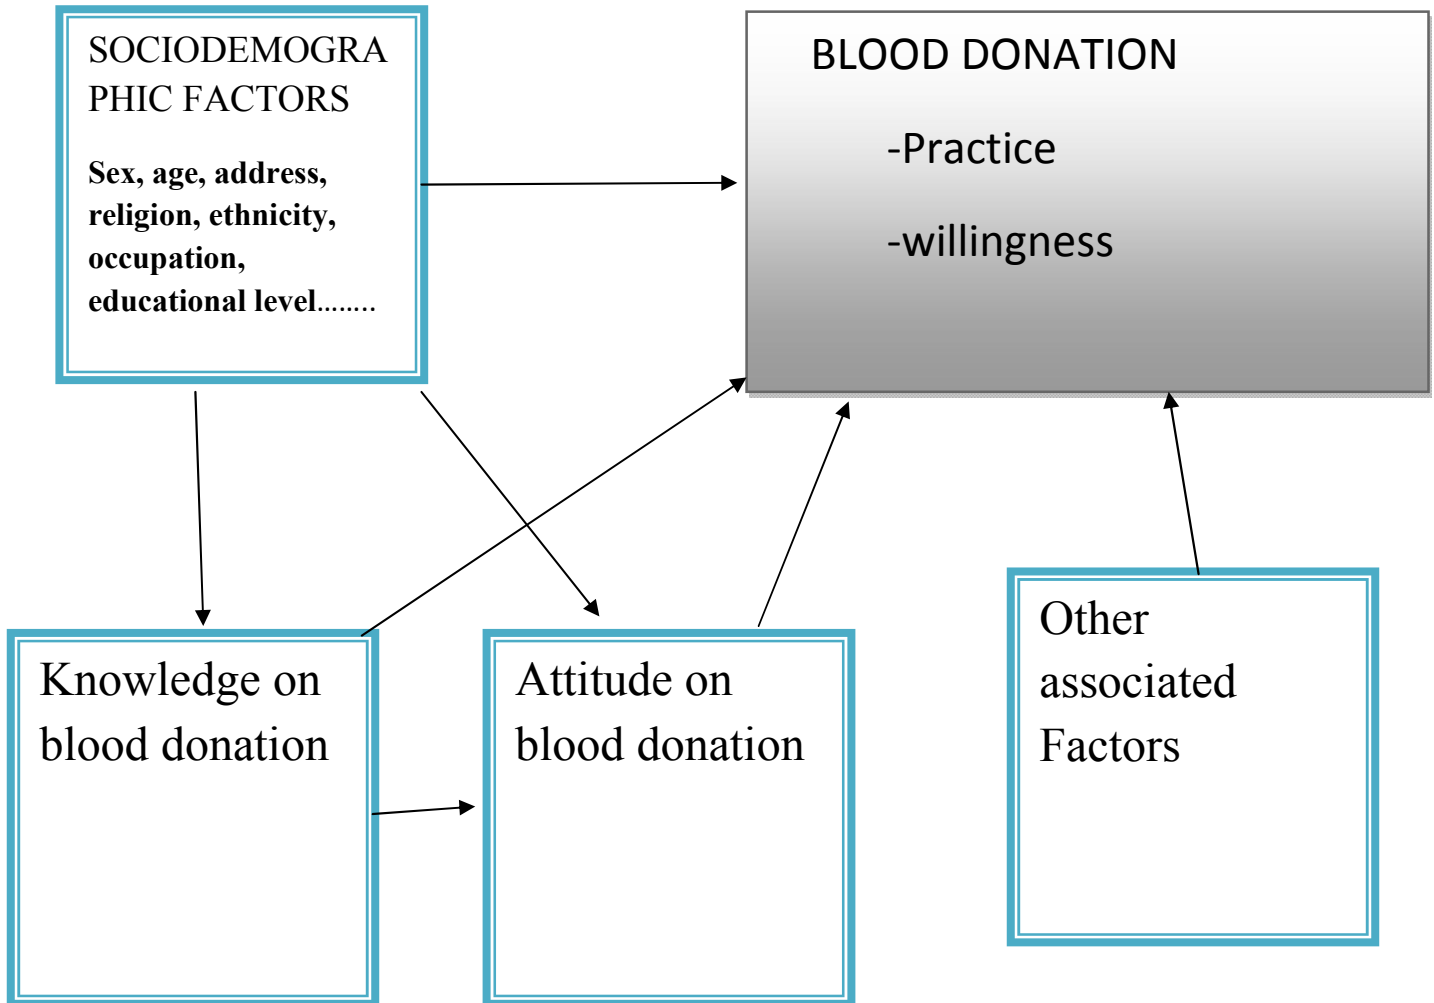 SOCIODEMOGRA
PHIC FACTORS
Sex, age, address,
religion, ethnicity,
occupation,
educational level........
BLOOD DONATION
-Practice
-willingness
Knowledge on
blood donation
Attitude on
blood donation
Other
associated
Factors